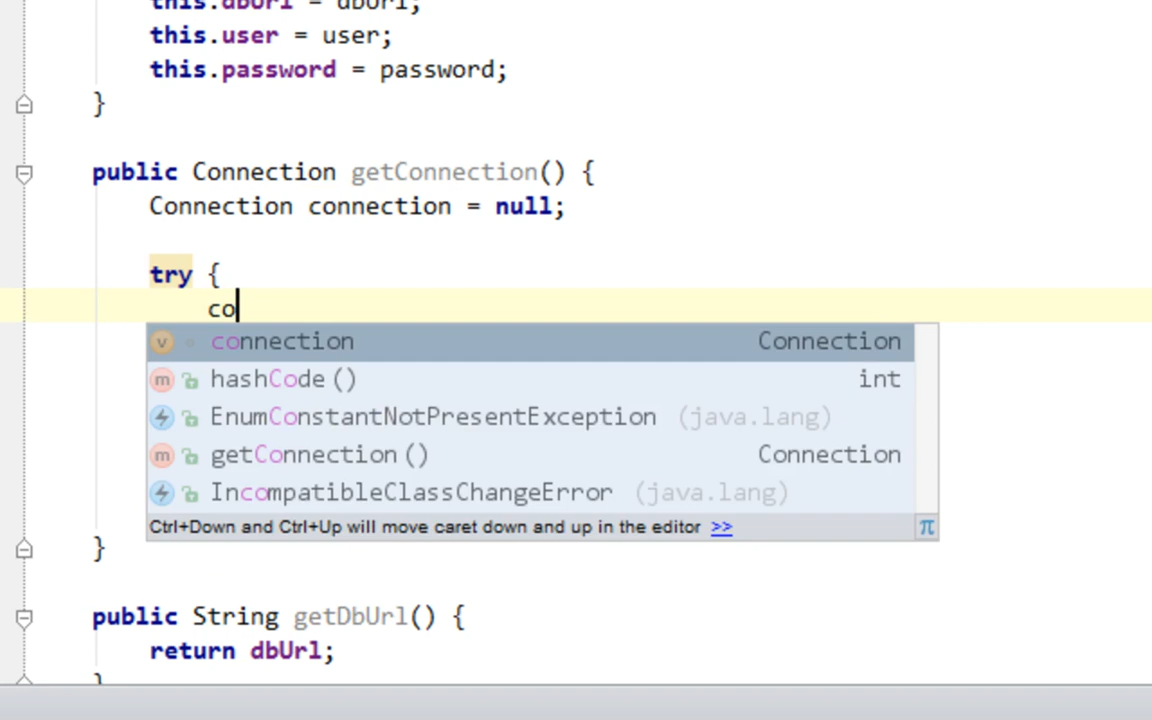 this.dbUrl = dbUrl;
this.user = user;
this.password = password;
}
public Connection getConnection() {
Connection connection = null;
try {
co
connection Connection
hashCode() int
EnumConstantNotPresentException (java.lang)
getConnection() Connection
IncompatibleClassChangeError (java.lang)
Ctrl+Down and Ctrl+Up will move caret down and up in the editor >> π
}
public String getDbUrl() {
return dbUrl;
}